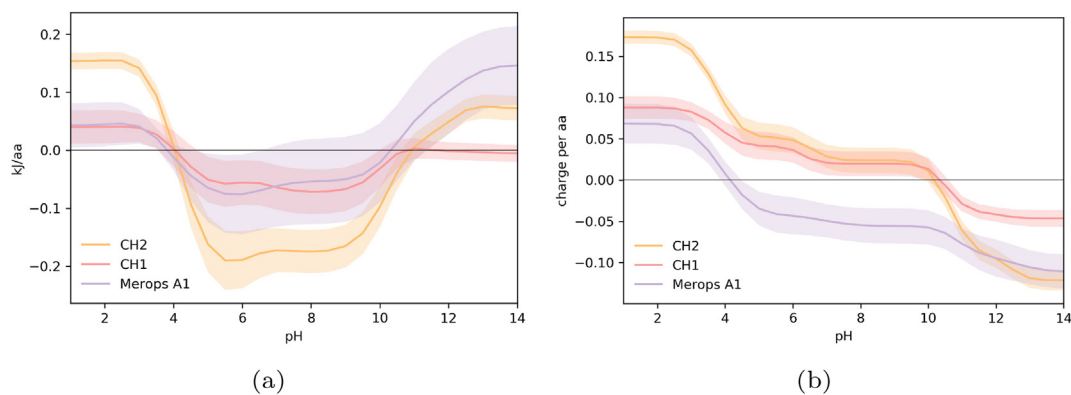 0.2
0.1
0.0
−0.1
−0.2
kJ/aa
CH2
CH1
Merops A1
2 4 6 8 10 12 14
pH
(a)
0.15
0.10
0.05
0.00
−0.05
−0.10
charge per aa
CH2
CH1
Merops A1
2 4 6 8 10 12 14
pH
(b)